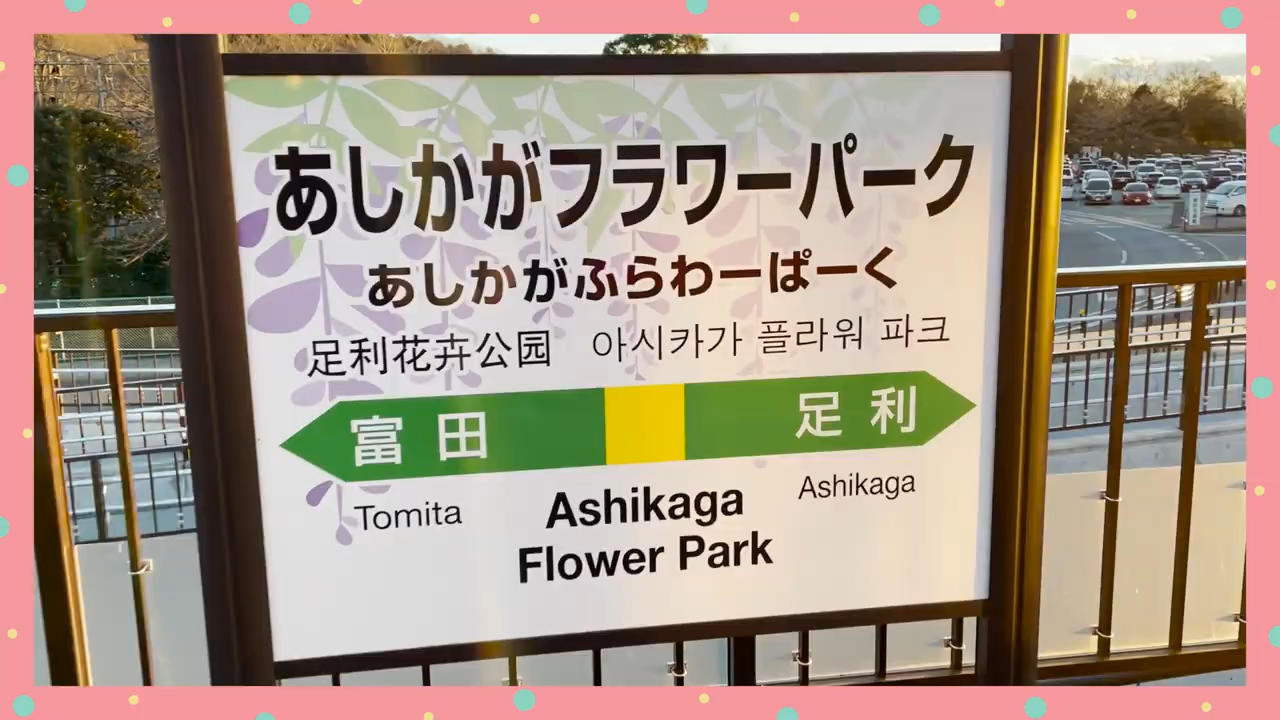 あしかがフラワーパーク
あしかがふらわーぱーく
足利花卉公园 아시카가 플라워 파크
富田 足利
Tomita Ashikaga
Ashikaga
Flower Park